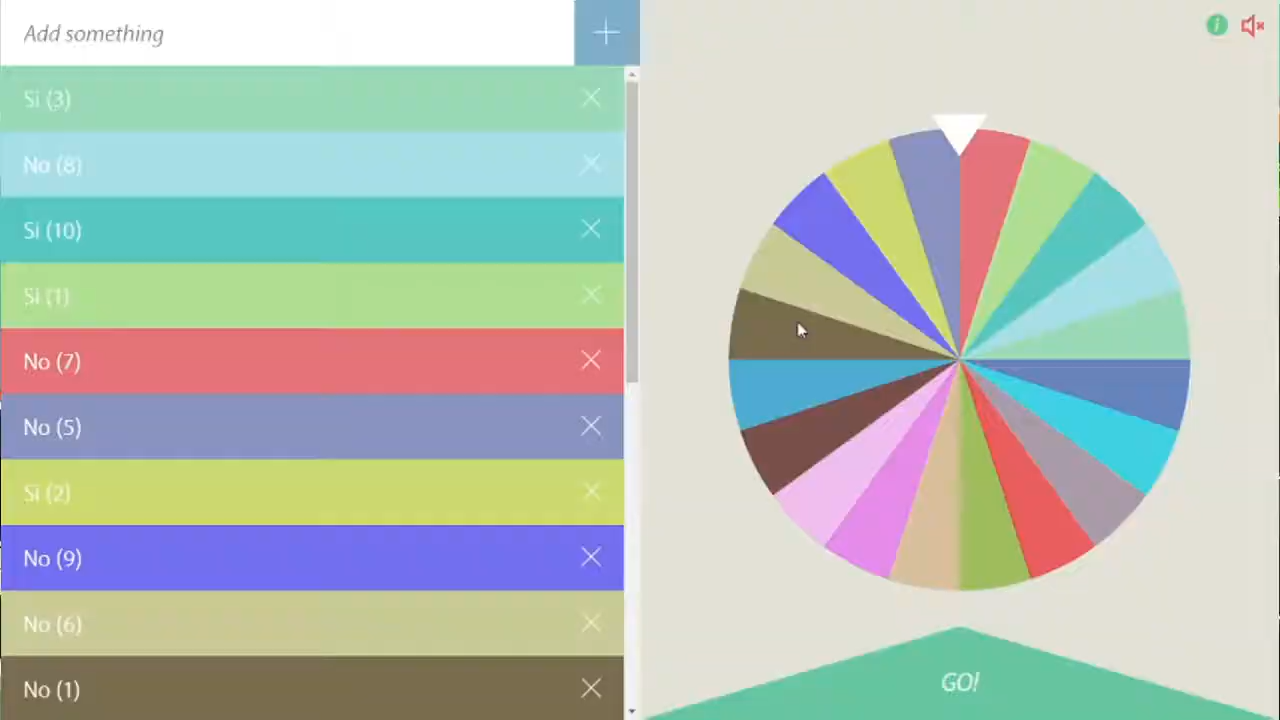 Add something
Si (3)
No (8)
Si (10)
Si (1)
No (7)
No (5)
Si (2)
No (9)
No (6)
No (1)
GO!